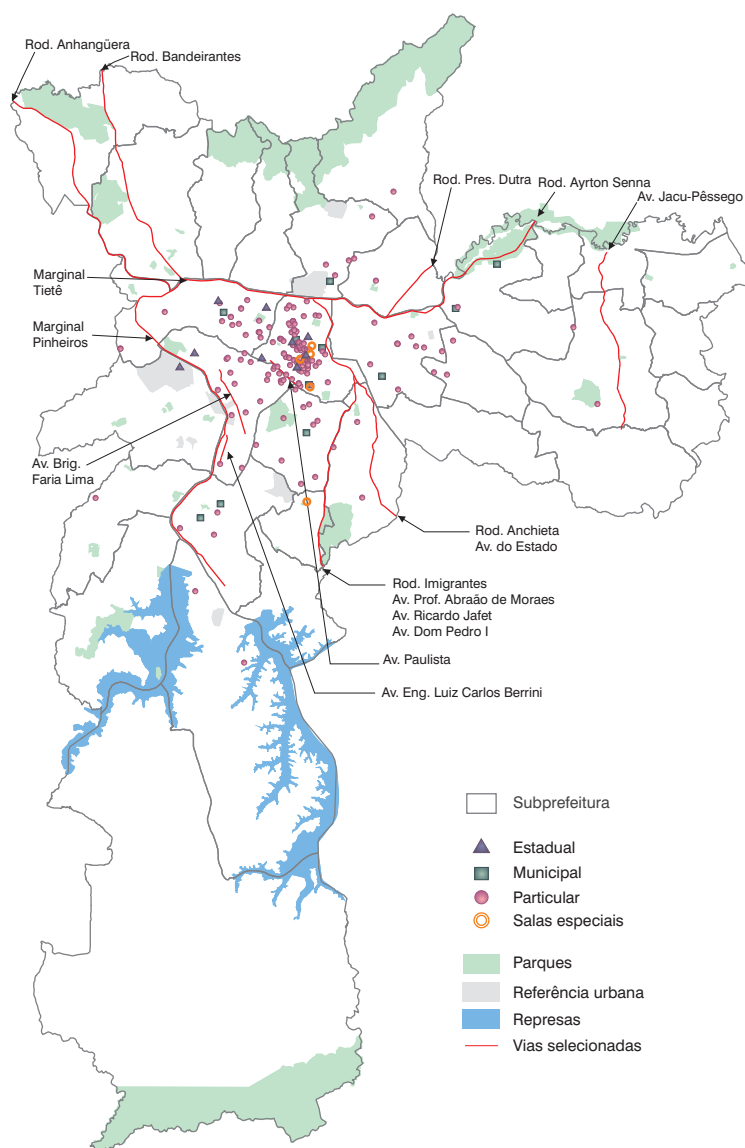 Rod. Anhangüera
Rod. Bandeirantes
Rod. Pres. Dutra
Rod. Ayrton Senna
Av. Jacu-Pêssego
Marginal
Tietê
Marginal
Pinheiros
Av. Brig.
Faria Lima
Rod. Anchieta
Av. do Estado
Rod. Imigrantes
Av. Prof. Abraão de Moraes
Av. Ricardo Jafet
Av. Dom Pedro I
Av. Paulista
Av. Eng. Luiz Carlos Berrini
Subprefeitura
Estadual
Municipal
Particular
Salas especiais
Parques
Referência urbana
Represas
Vias selecionadas